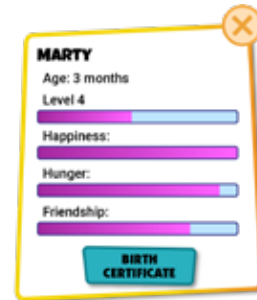 MARTY
Age: 3 months
Level 4
Happiness:
Hunger:
Friendship:
BIRTH
CERTIFICATE